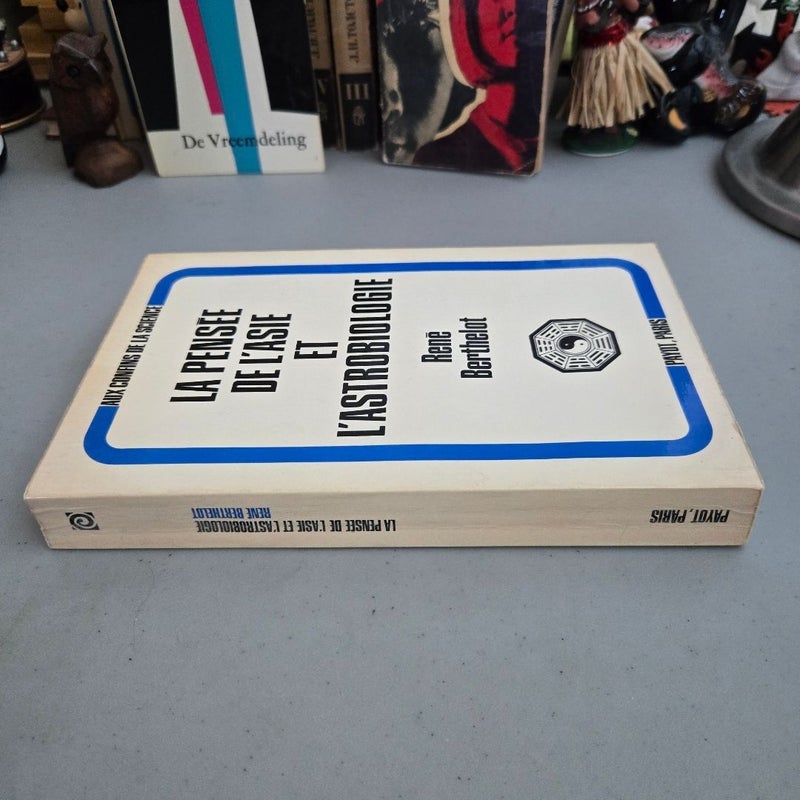 De Vreemdeling
III
AUX CONFINS DE LA SCIENCE
LA PENSÉE
DE L'ASIE
ET
L'ASTROBIOLOGIE
René
Berthelot
PAYOT, PARIS
LA PENSÉE DE L'ASIE ET L'ASTROBIOLOGIE
RENÉ BERTHELOT
PAYOT, PARIS